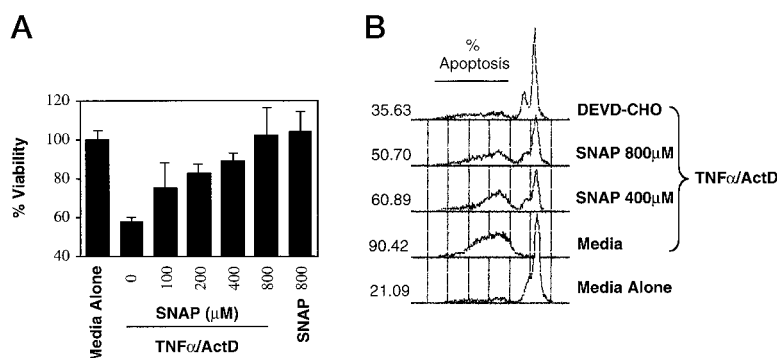 A
% Viability
120
100
80
60
40
Media Alone
0
100
200
400
800
SNAP 800
SNAP (μM)
TNFα/ActD
B
%
Apoptosis
35.63
DEVD-CHO
50.70
SNAP 800μM
60.89
SNAP 400μM
90.42
Media
21.09
Media Alone
TNFα/ActD